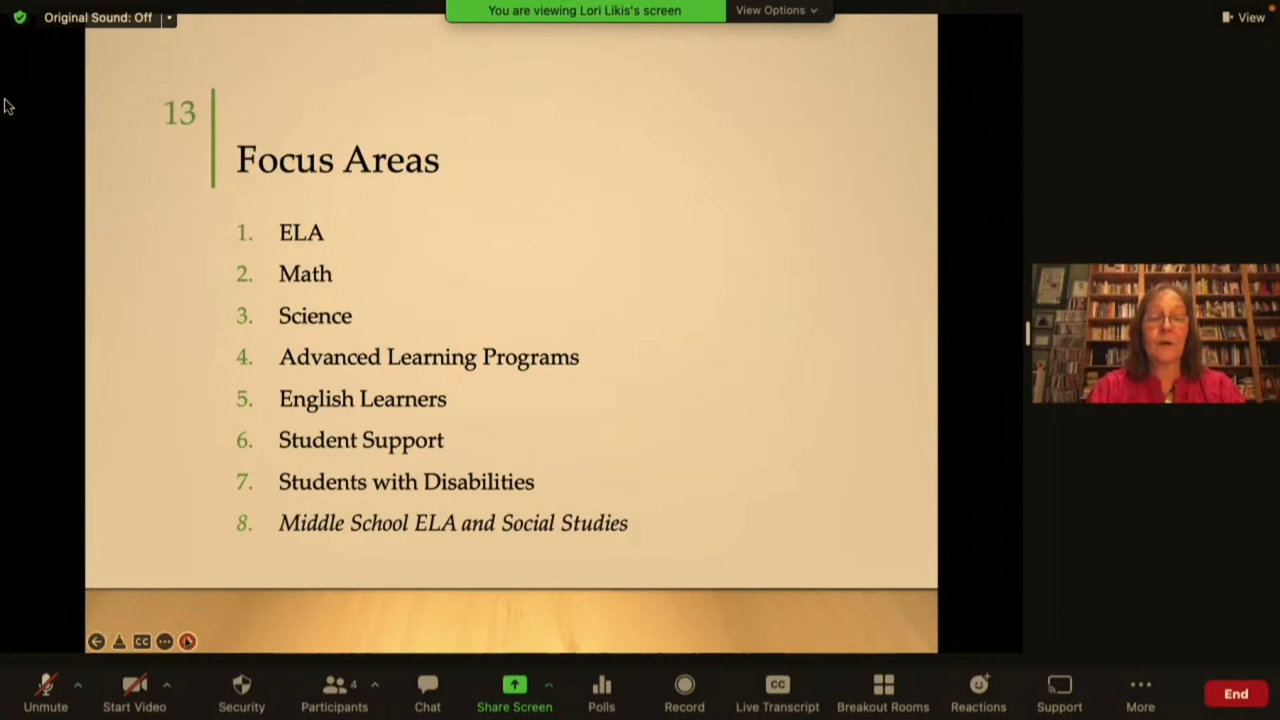 Original Sound: Off
You are viewing Lori Likis's screen
View Options
View
13
Focus Areas
1. ELA
2. Math
3. Science
4. Advanced Learning Programs
5. English Learners
6. Student Support
7. Students with Disabilities
8. Middle School ELA and Social Studies
CC
Unmute
Start Video
Security
4
Participants
Chat
Share Screen
Polls
Record
CC
Live Transcript
Breakout Rooms
Reactions
Support
More
End